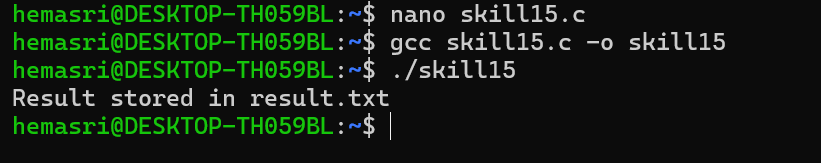 hemasri@DESKTOP-TH059BL:~$ nano skill15.c
hemasri@DESKTOP-TH059BL:~$ gcc skill15.c -o skill15
hemasri@DESKTOP-TH059BL:~$ ./skill15
Result stored in result.txt
hemasri@DESKTOP-TH059BL:~$